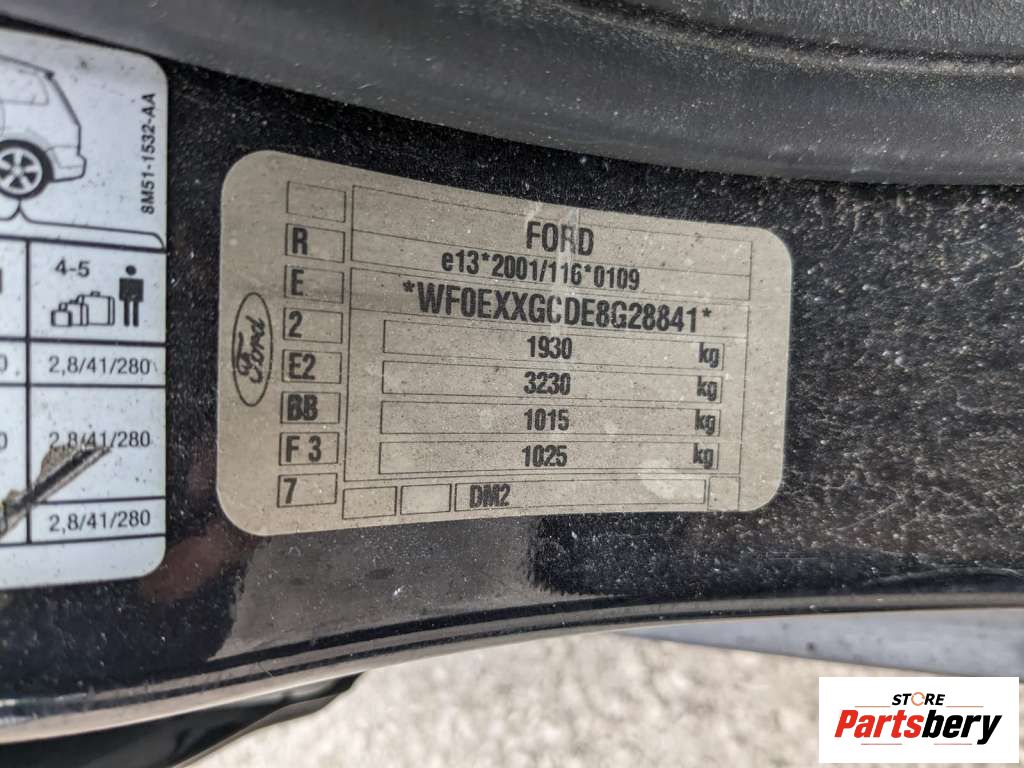 8M51-1532-AA
4-5
2,8/41/280
2,8/41/280
2,8/41/280
Ford
FORD
e13*2001/116*0109
*WF0EXXGCDE8G28841*
R
E
2
1930 kg
E2
3230 kg
BB
1015 kg
F 3
1025 kg
7
DM2
STORE
Partsbery